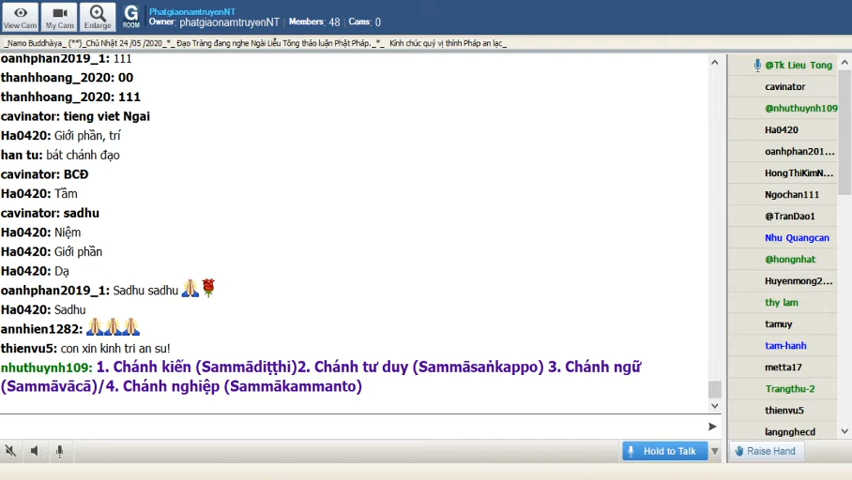 View Cam
My Cam
Enlarge
G
ROOM
PhatgiaonamtruyenNT
Owner: phatgiaonamtruyenNT Members: 48 Cams: 0
_Namo Buddhàya_ (**)_Chủ Nhật 24 /05 /2020_*_ Đạo Tràng đang nghe Ngài Liễu Tông thảo luận Phật Pháp._*_ Kính chúc quý vị thính Pháp an lạc_
oanhphan2019_1: 111
thanhhoang_2020: 00
thanhhoang_2020: 111
cavinator: tieng viet Ngai
Ha0420: Giới phần, trí
han tu: bát chánh đạo
cavinator: BCĐ
Ha0420: Tầm
cavinator: sadhu
Ha0420: Niệm
Ha0420: Giới phần
Ha0420: Dạ
oanhphan2019_1: Sadhu sadhu 🙏🌹
Ha0420: Sadhu
annhien1282: 🙏🙏🙏
thienvu5: con xin kinh tri an su!
nhuthuynh109: 1. Chánh kiến (Sammādiṭṭhi)2. Chánh tư duy (Sammāsaṅkappo) 3. Chánh ngữ
(Sammāvācā)/4. Chánh nghiệp (Sammākammanto)
@Tk Lieu Tong
cavinator
@nhuthuynh109
Ha0420
oanhphan201...
HongThiKimN...
Ngochan111
@TranDao1
Nhu Quangcan
@hongnhat
Huyenmong2...
thy lam
tamuy
tam-hanh
metta17
Trangthu-2
thienvu5
langnghecd
Hold to Talk
Raise Hand